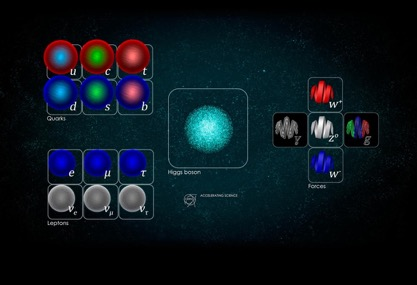 u c t
d s b
Quarks
e μ τ
νe νμ ντ
Leptons
Higgs boson
ACCELERATING SCIENCE
W+
γ Z0 g
W-
Forces